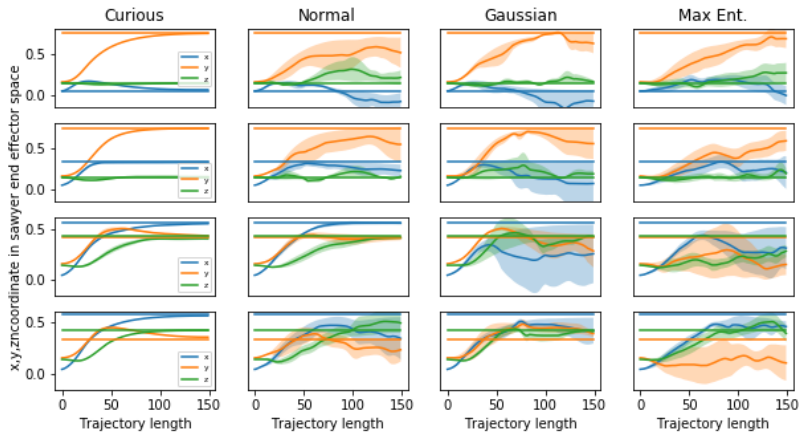 Curious Normal Gaussian Max Ent.
x,y,zncoordinate in sawyer end effector space
0.5
0.0
x
y
z
0.5
0.0
x
y
z
0.5
0.0
x
y
z
0.5
0.0
x
y
z
0 50 100 150 0 50 100 150 0 50 100 150 0 50 100 150
Trajectory length Trajectory length Trajectory length Trajectory length